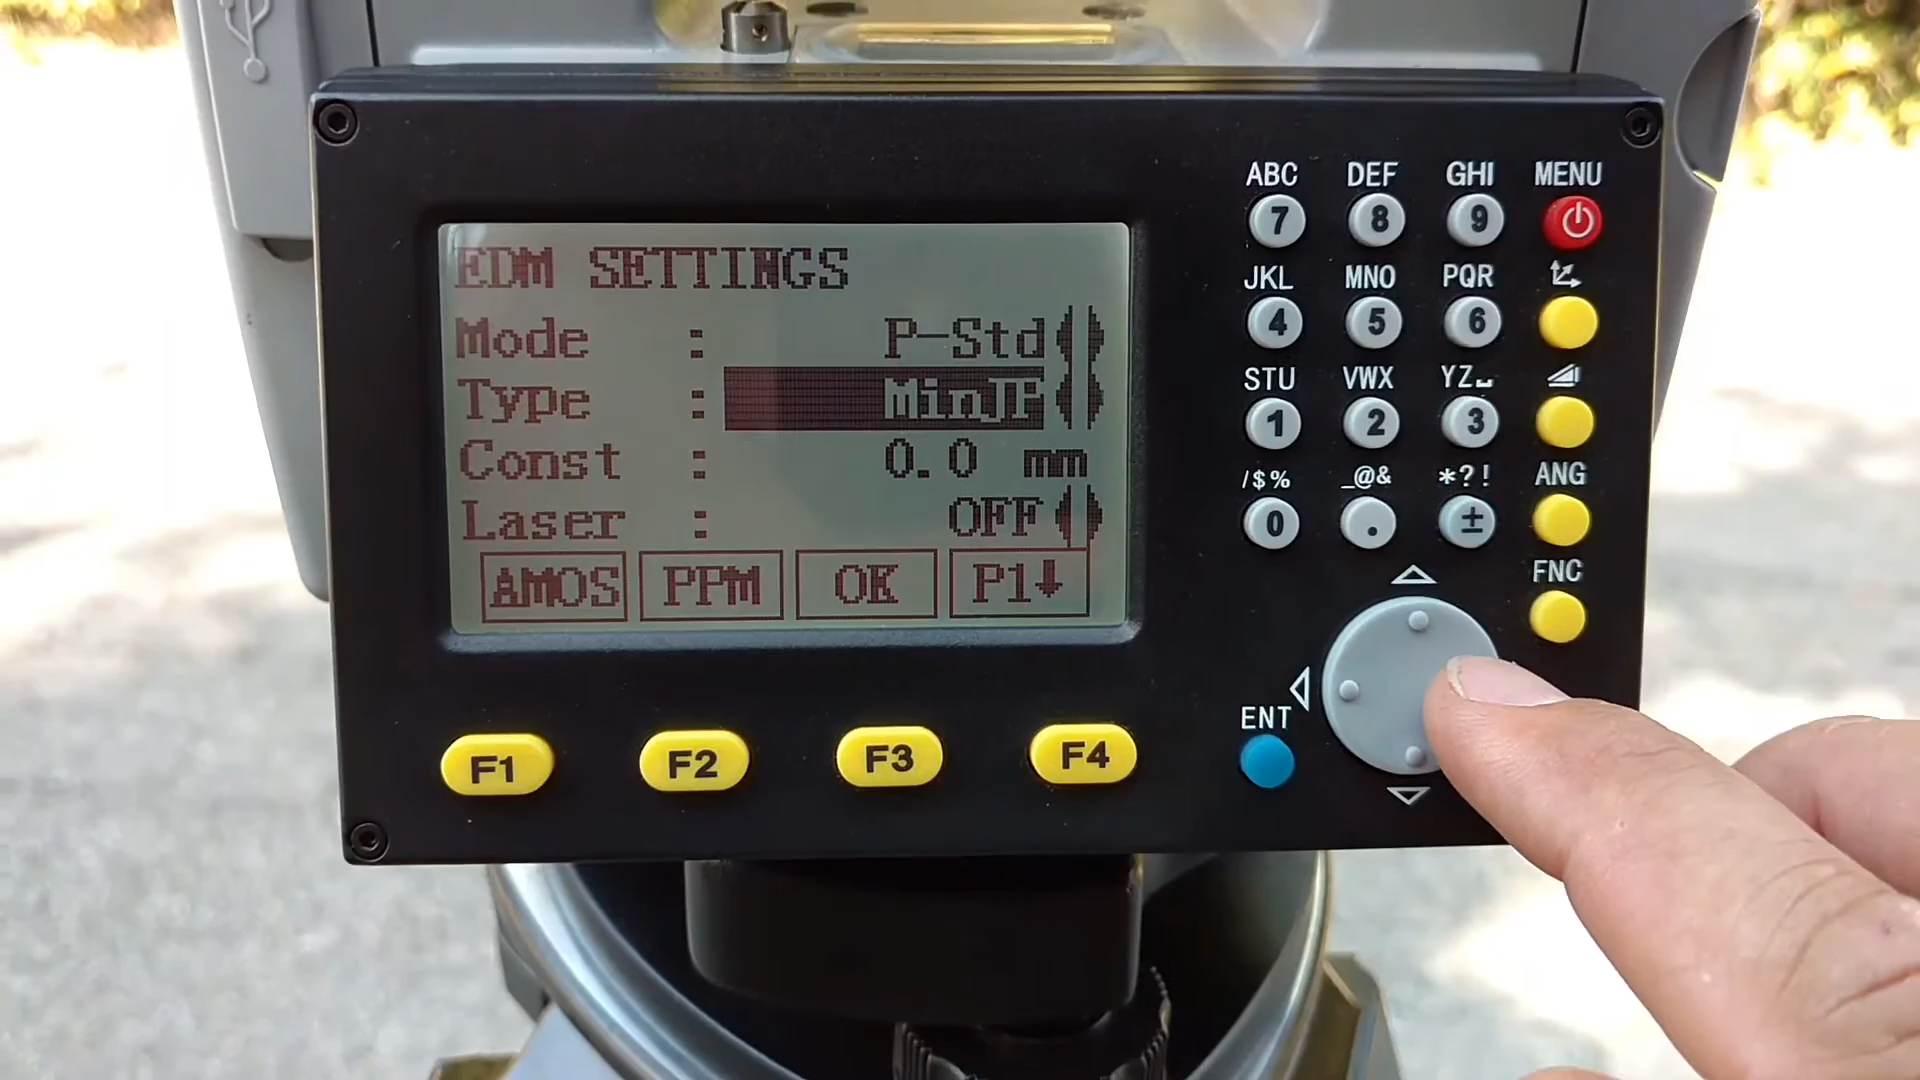 EDM SETTINGS
Mode : P-Std
Type : MinJP
Const : 0.0 mm
Laser : OFF
AMOS PPM OK P1↓
F1 F2 F3 F4
ABC DEF GHI MENU
7 8 9
JKL MNO PQR
4 5 6
STU VWX YZ␣
1 2 3
/$% _@& *?! ANG
0 . ±
FNC
ENT